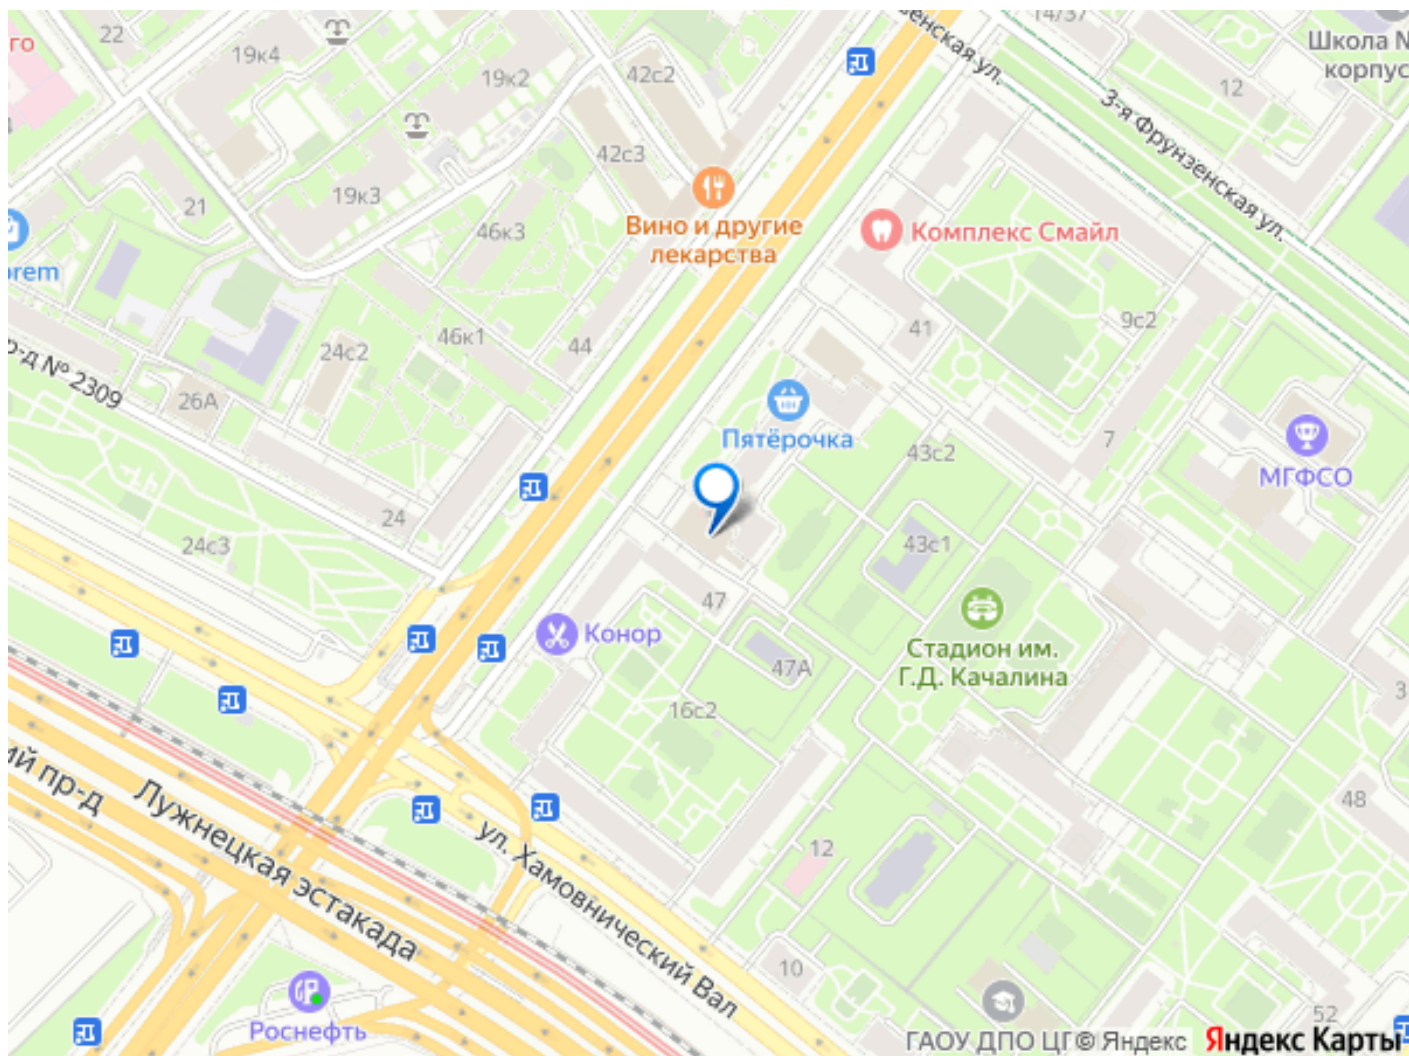 го
22
19к4
19к2
42с2
енская ул.
14/37
Школа N
корпус
12
3-я Фрунзенская ул.
42с3
19к3
21
46к3
Вино и другие
лекарства
Комплекс Смайл
rem
9с2
41
46к1
44
24с2
р-д № 2309
26А
Пятёрочка
7
43с2
МГФСО
24
24с3
43с1
47
Конор
Стадион им.
Г.Д. Качалина
47А
16с2
3
ий пр-д
Лужнецкая эстакада
48
ул. Хамовнический Вал
12
10
Роснефть
52
ГАОУ ДПО ЦГ
© Яндекс
Яндекс Карты